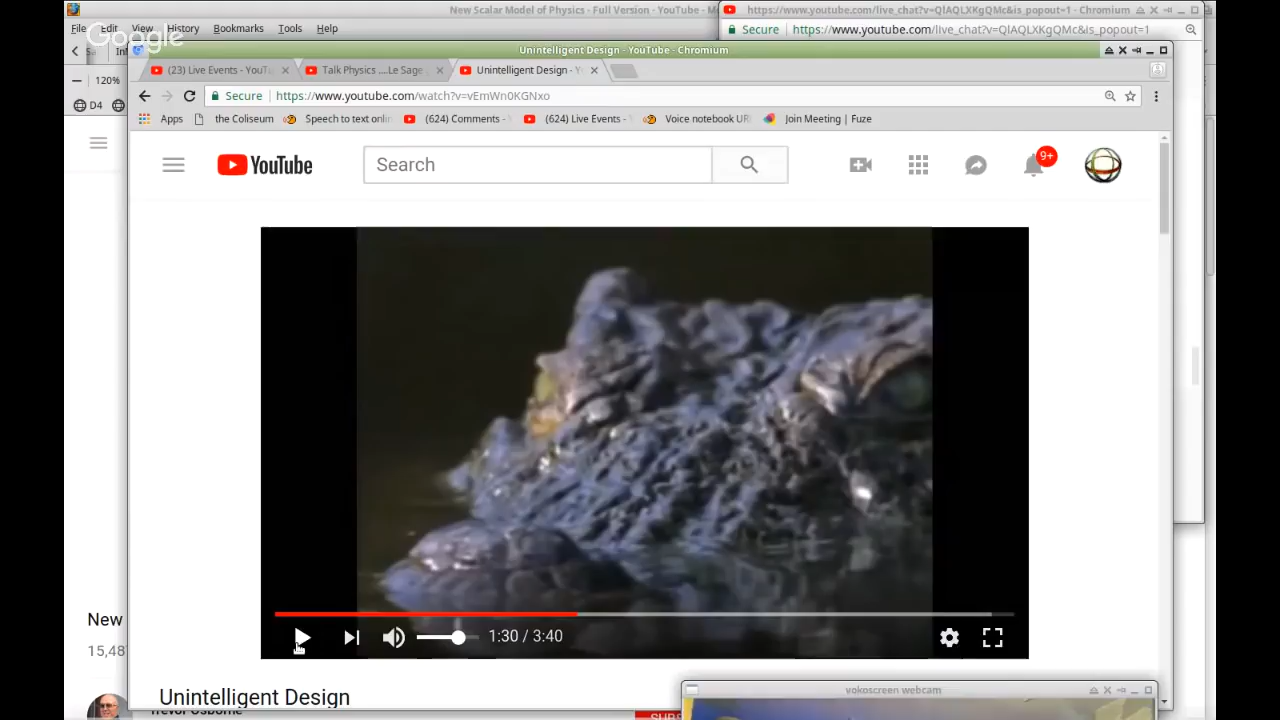 New Scalar Model of Physics - Full Version - YouTube - M
https://www.youtube.com/live_chat?v=QlAQLXKgQMc&is_popout=1 - Chromium
File Edit View History Bookmarks Tools Help
Google
Secure https://www.youtube.com/live_chat?v=QlAQLXKgQMc&is_popout=1
Unintelligent Design - YouTube - Chromium
(23) Live Events - YouTu
Talk Physics ....Le Sage
Unintelligent Design - Y
120%
Secure https://www.youtube.com/watch?v=vEmWn0KGNxo
D4
Apps the Coliseum Speech to text onlin (624) Comments - (624) Live Events - Voice notebook URI Join Meeting | Fuze
YouTube
Search
9+
1:30 / 3:40
New
15,48
Unintelligent Design
vokoscreen webcam
Trevor Osborne
SUBS